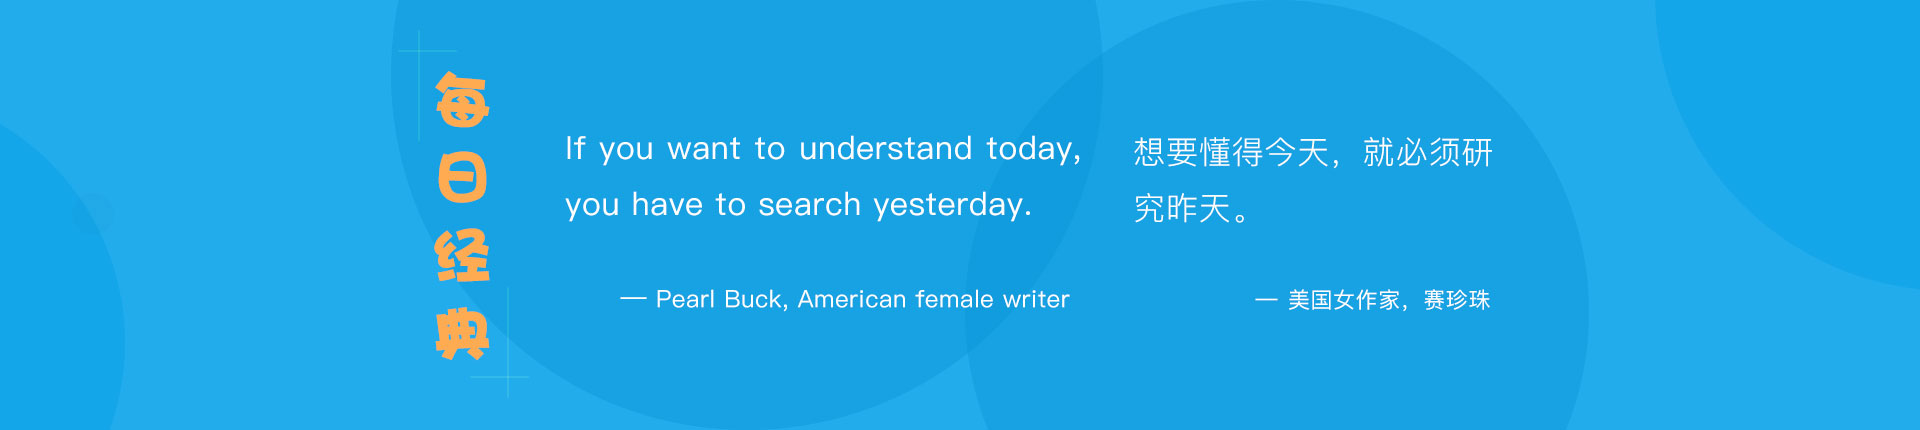 每日经典
If you want to understand today,
you have to search yesterday.
— Pearl Buck, American female writer
想要懂得今天，就必须研
究昨天。
— 美国女作家，赛珍珠